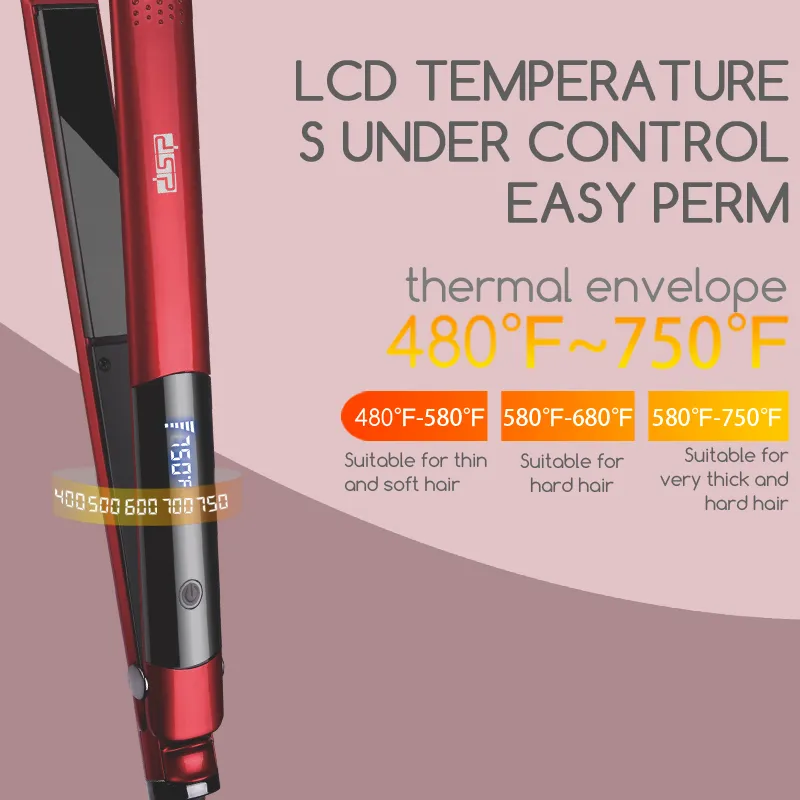 LCD TEMPERATURE
S UNDER CONTROL
EASY PERM
thermal envelope
480°F~750°F
480°F-580°F 580°F-680°F 580°F-750°F
Suitable for thin
and soft hair
Suitable for
hard hair
Suitable for
very thick and
hard hair
dsp
750°F
400 500 600 700 750